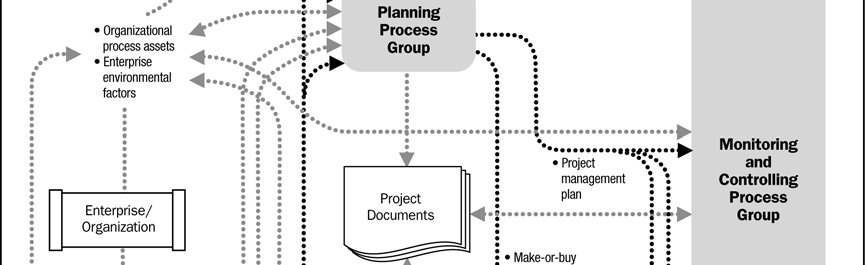 Planning
Process
Group
• Organizational
process assets
• Enterprise
environmental
factors
Monitoring
and
Controlling
Process
Group
• Project
management
plan
Enterprise/
Organization
Project
Documents
• Make-or-buy